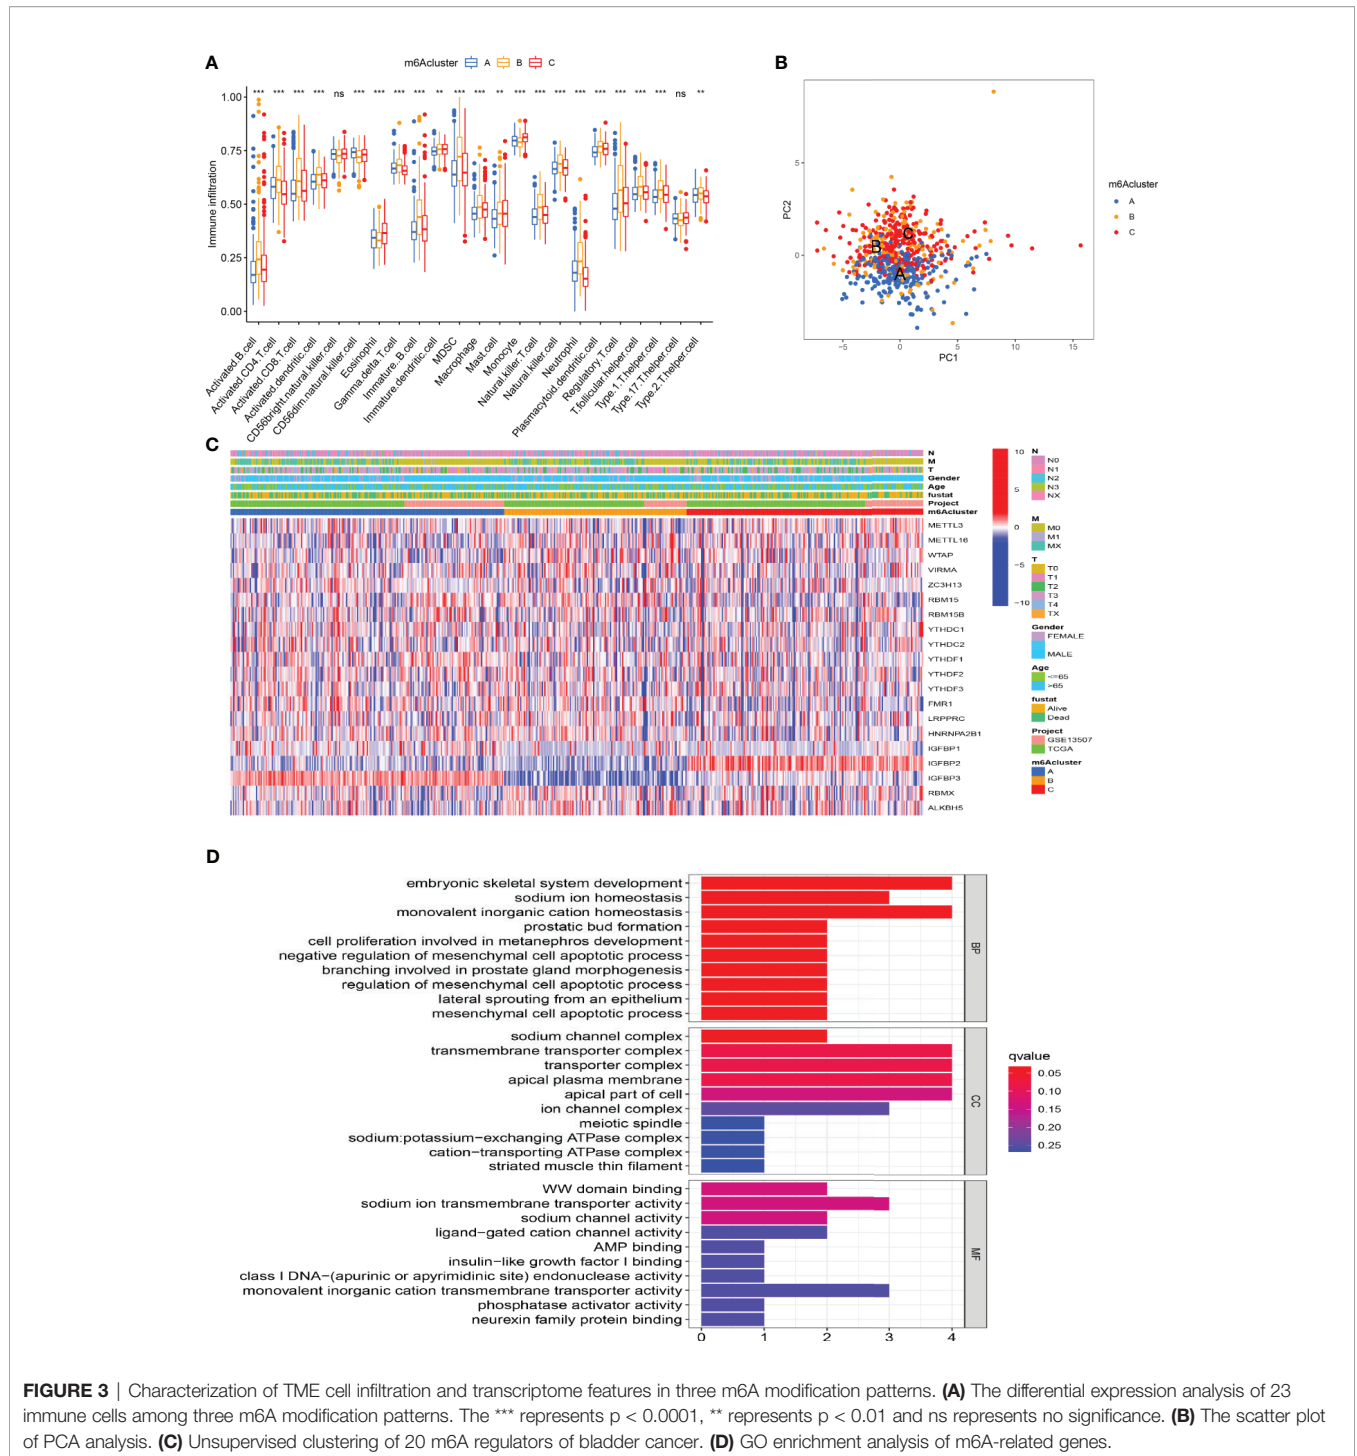 A
m6Acluster A B C
*** *** *** *** ns *** *** *** *** ** *** *** ** *** *** *** *** *** *** *** *** ns **
1.00
0.75
0.50
0.25
0.00
Immune infiltration
Activated.B.cell
Activated.CD4.T.cell
Activated.CD8.T.cell
Activated.dendritic.cell
CD56bright.natural.killer.cell
CD56dim.natural.killer.cell
Eosinophil
Gamma.delta.T.cell
Immature..B.cell
Immature.dendritic.cell
MDSC
Macrophage
Mast.cell
Monocyte
Natural.killer.T.cell
Natural.killer.cell
Neutrophil
Plasmacytoid.dendritic.cell
Regulatory.T.cell
T.follicular.helper.cell
Type.1.T.helper.cell
Type.17.T.helper.cell
Type.2.T.helper.cell
B
5
0
PC2
A
B
C
−5 0 5 10 15
PC1
m6Acluster
A
B
C
C
N
M
T
Gender
Age
fustat
Project
m6Acluster
METTL3
METTL16
WTAP
VIRMA
ZC3H13
RBM15
RBM15B
YTHDC1
YTHDC2
YTHDF1
YTHDF2
YTHDF3
FMR1
LRPPRC
HNRNPA2B1
IGFBP1
IGFBP2
IGFBP3
RBMX
ALKBH5
10
5
0
−5
−10
N
N0
N1
N2
N3
NX
M
M0
M1
MX
T
T0
T1
T2
T3
T4
TX
Gender
FEMALE
MALE
Age
<=65
>65
fustat
Alive
Dead
Project
GSE13507
TCGA
m6Acluster
A
B
C
D
embryonic skeletal system development
sodium ion homeostasis
monovalent inorganic cation homeostasis
prostatic bud formation
cell proliferation involved in metanephros development
negative regulation of mesenchymal cell apoptotic process
branching involved in prostate gland morphogenesis
regulation of mesenchymal cell apoptotic process
lateral sprouting from an epithelium
mesenchymal cell apoptotic process
BP
sodium channel complex
transmembrane transporter complex
transporter complex
apical plasma membrane
apical part of cell
ion channel complex
meiotic spindle
sodium:potassium−exchanging ATPase complex
cation−transporting ATPase complex
striated muscle thin filament
CC
WW domain binding
sodium ion transmembrane transporter activity
sodium channel activity
ligand−gated cation channel activity
AMP binding
insulin−like growth factor I binding
class I DNA−(apurinic or apyrimidinic site) endonuclease activity
monovalent inorganic cation transmembrane transporter activity
phosphatase activator activity
neurexin family protein binding
MF
0 1 2 3 4
qvalue
0.05
0.10
0.15
0.20
0.25
FIGURE 3 | Characterization of TME cell infiltration and transcriptome features in three m6A modification patterns. (A) The differential expression analysis of 23
immune cells among three m6A modification patterns. The *** represents p < 0.0001, ** represents p < 0.01 and ns represents no significance. (B) The scatter plot
of PCA analysis. (C) Unsupervised clustering of 20 m6A regulators of bladder cancer. (D) GO enrichment analysis of m6A-related genes.